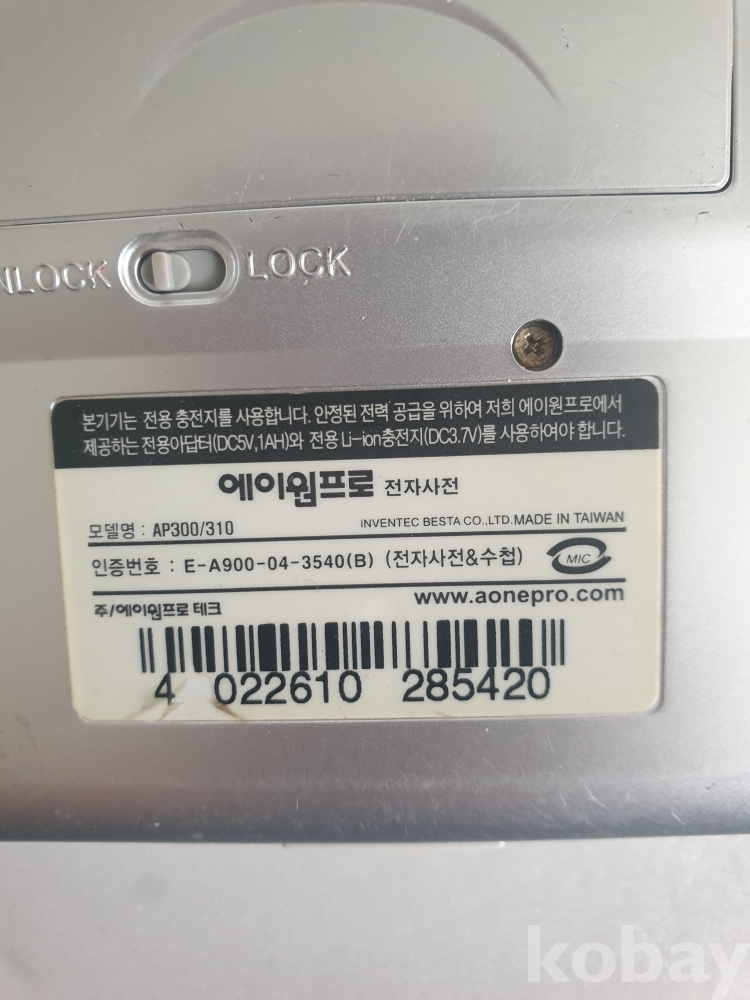 NLOCK LOCK
본기기는 전용 충전지를 사용합니다. 안정된 전력 공급을 위하여 저희 에이원프로에서
제공하는 전용아답터(DC5V,1AH)와 전용 Li-ion충전지(DC3.7V)를 사용하여야 합니다.
에이원프로 전자사전
모델명 : AP300/310 INVENTEC BESTA CO.,LTD.MADE IN TAIWAN
인증번호 : E-A900-04-3540(B) (전자사전&수첩) MIC
주/에이원프로 테크 www.aonepro.com
4 022610 285420
kobay